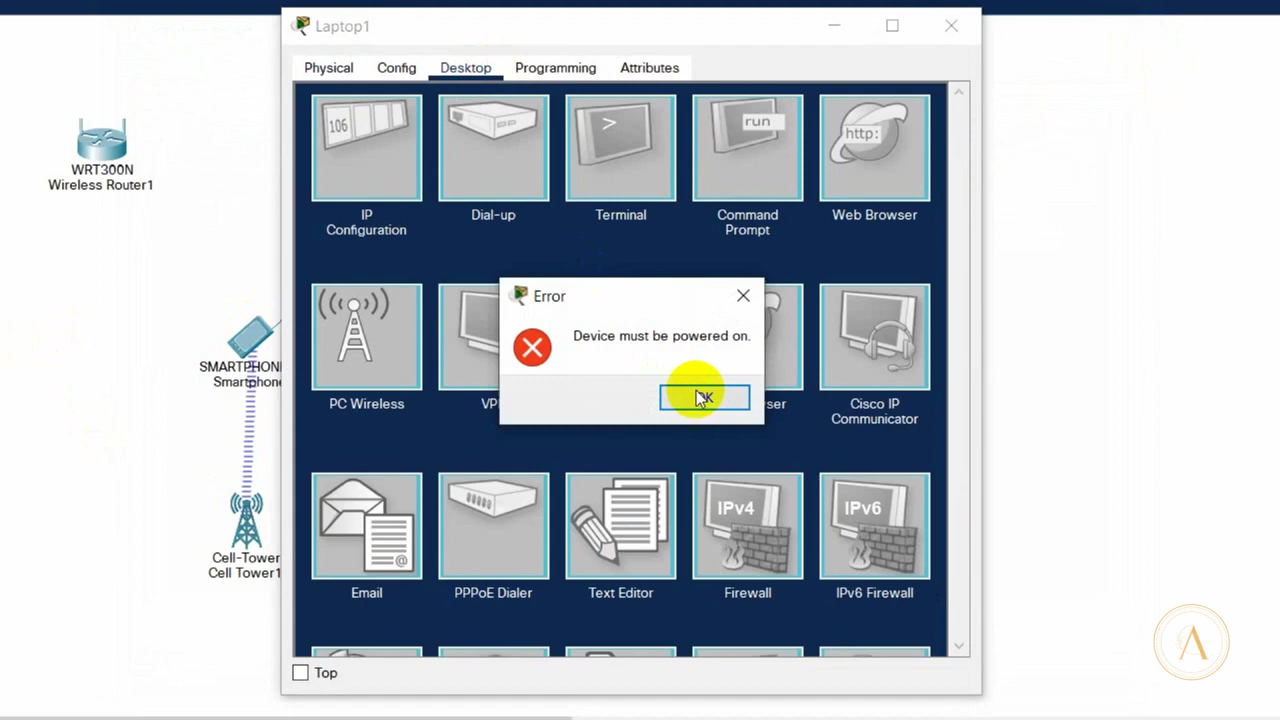 Laptop1
Physical
Config
Desktop
Programming
Attributes
106
>
run
http:
IP
Configuration
Dial-up
Terminal
Command
Prompt
Web Browser
WRT300N
Wireless Router1
Error
Device must be powered on.
SMARTPHONE
Smartphone
PC Wireless
Cisco IP
Communicator
@
IPv4
IPv6
Email
PPPoE Dialer
Text Editor
Firewall
IPv6 Firewall
Cell-Tower
Cell Tower1
Top
A